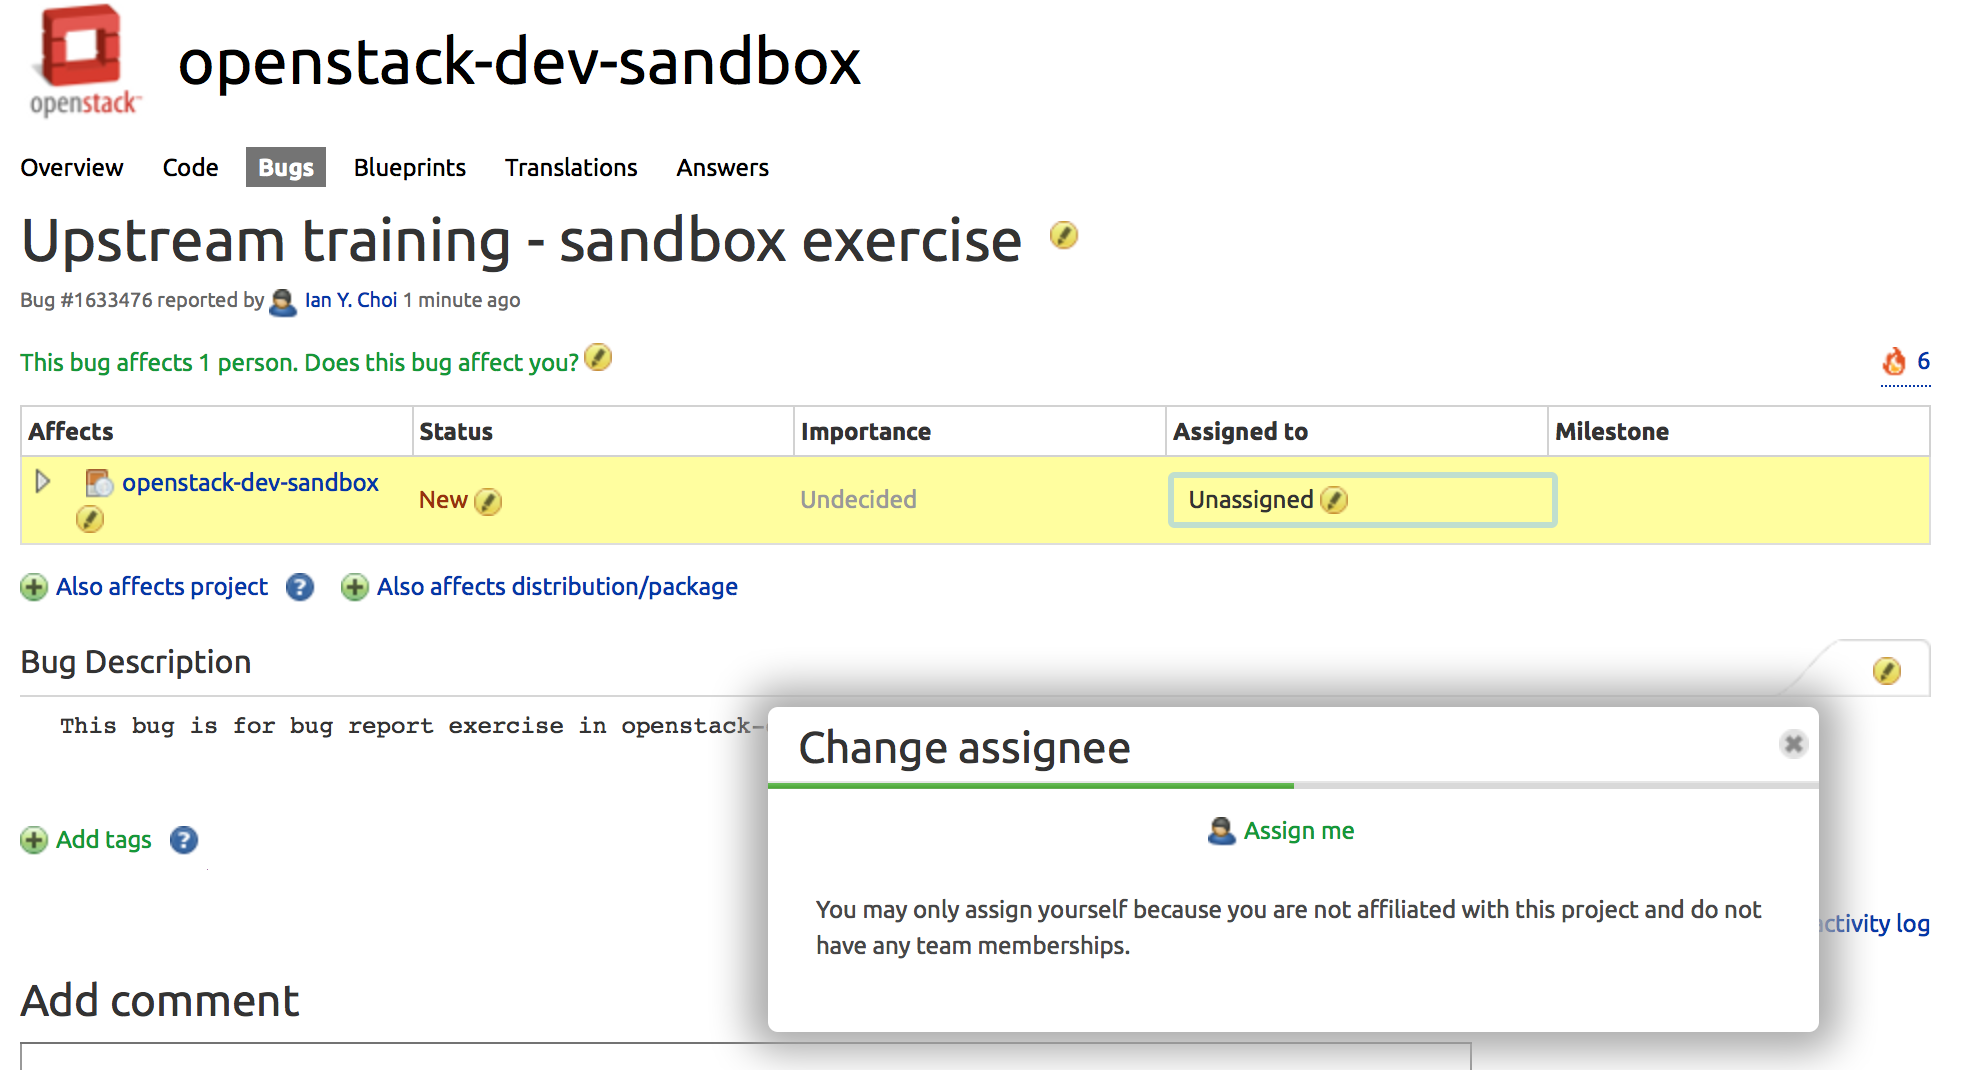 openstack™
openstack-dev-sandbox
Overview Code Bugs Blueprints Translations Answers
Upstream training - sandbox exercise
Bug #1633476 reported by Ian Y. Choi 1 minute ago
This bug affects 1 person. Does this bug affect you?
6
Affects Status Importance Assigned to Milestone
openstack-dev-sandbox New Undecided Unassigned
Also affects project ? Also affects distribution/package
Bug Description
This bug is for bug report exercise in openstack-
Change assignee
Assign me
You may only assign yourself because you are not affiliated with this project and do not
have any team memberships.
Add tags ?
activity log
Add comment